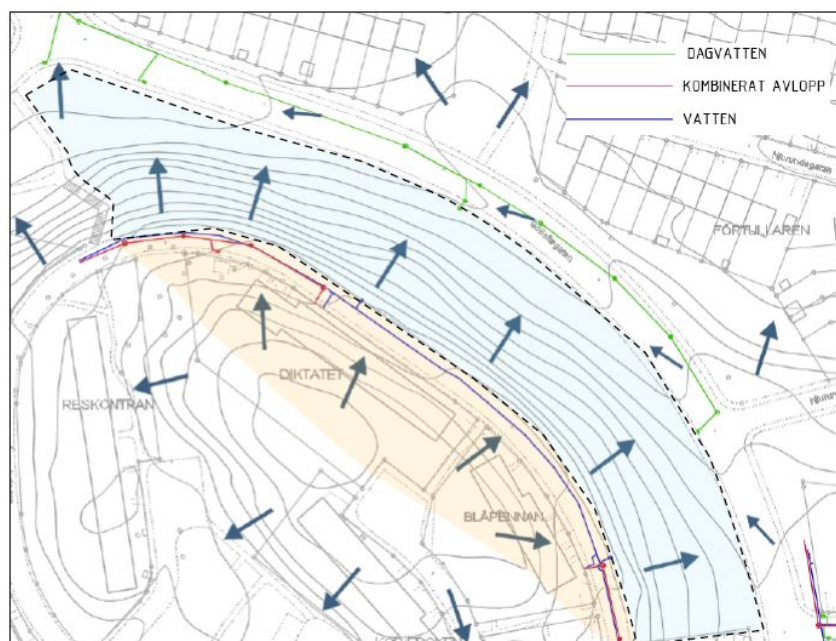 DAGVATTEN
KOMBINERAT AVLOPP
VATTEN
FÖRTULLAREN
DIKTATET
RESKONTRAN
BLÅPENNAN